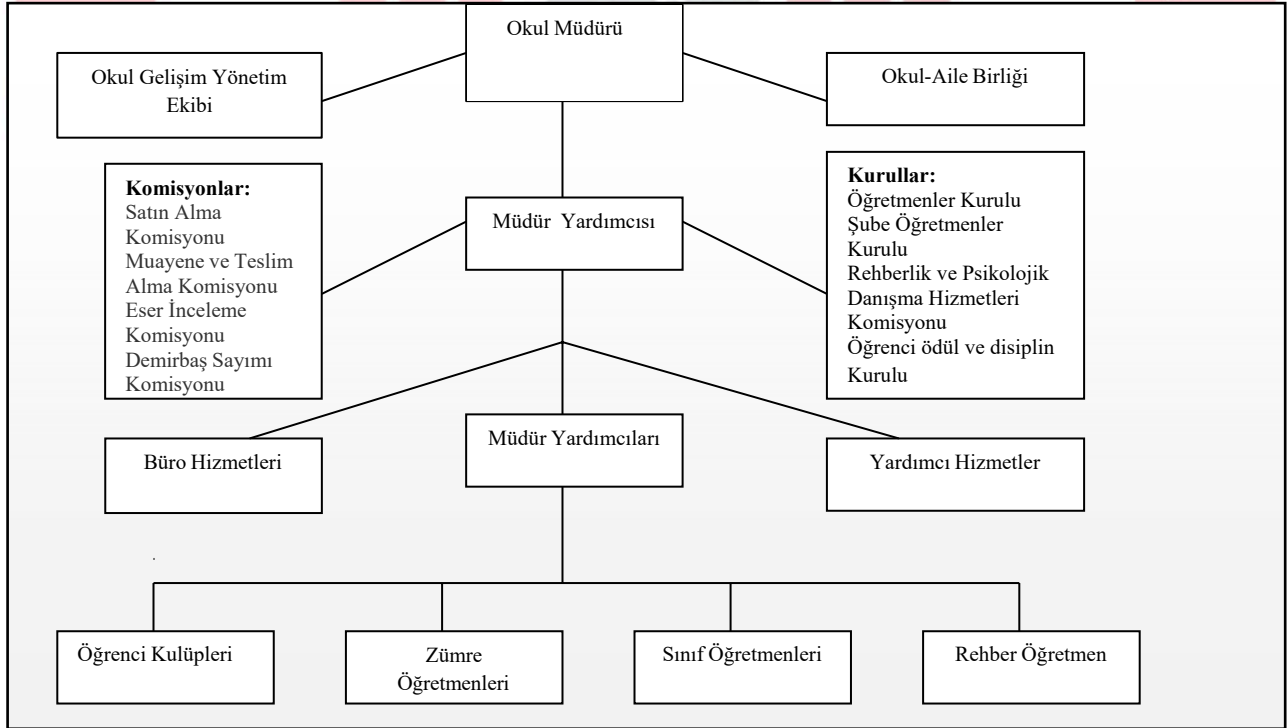 Okul Müdürü
Okul Gelişim Yönetim
Ekibi
Okul-Aile Birliği
Komisyonlar:
Satın Alma
Komisyonu
Muayene ve Teslim
Alma Komisyonu
Eser İnceleme
Komisyonu
Demirbaş Sayımı
Komisyonu
Müdür Yardımcısı
Kurullar:
Öğretmenler Kurulu
Şube Öğretmenler
Kurulu
Rehberlik ve Psikolojik
Danışma Hizmetleri
Komisyonu
Öğrenci ödül ve disiplin
Kurulu
Büro Hizmetleri
Müdür Yardımcıları
Yardımcı Hizmetler
Öğrenci Kulüpleri
Zümre
Öğretmenleri
Sınıf Öğretmenleri
Rehber Öğretmen